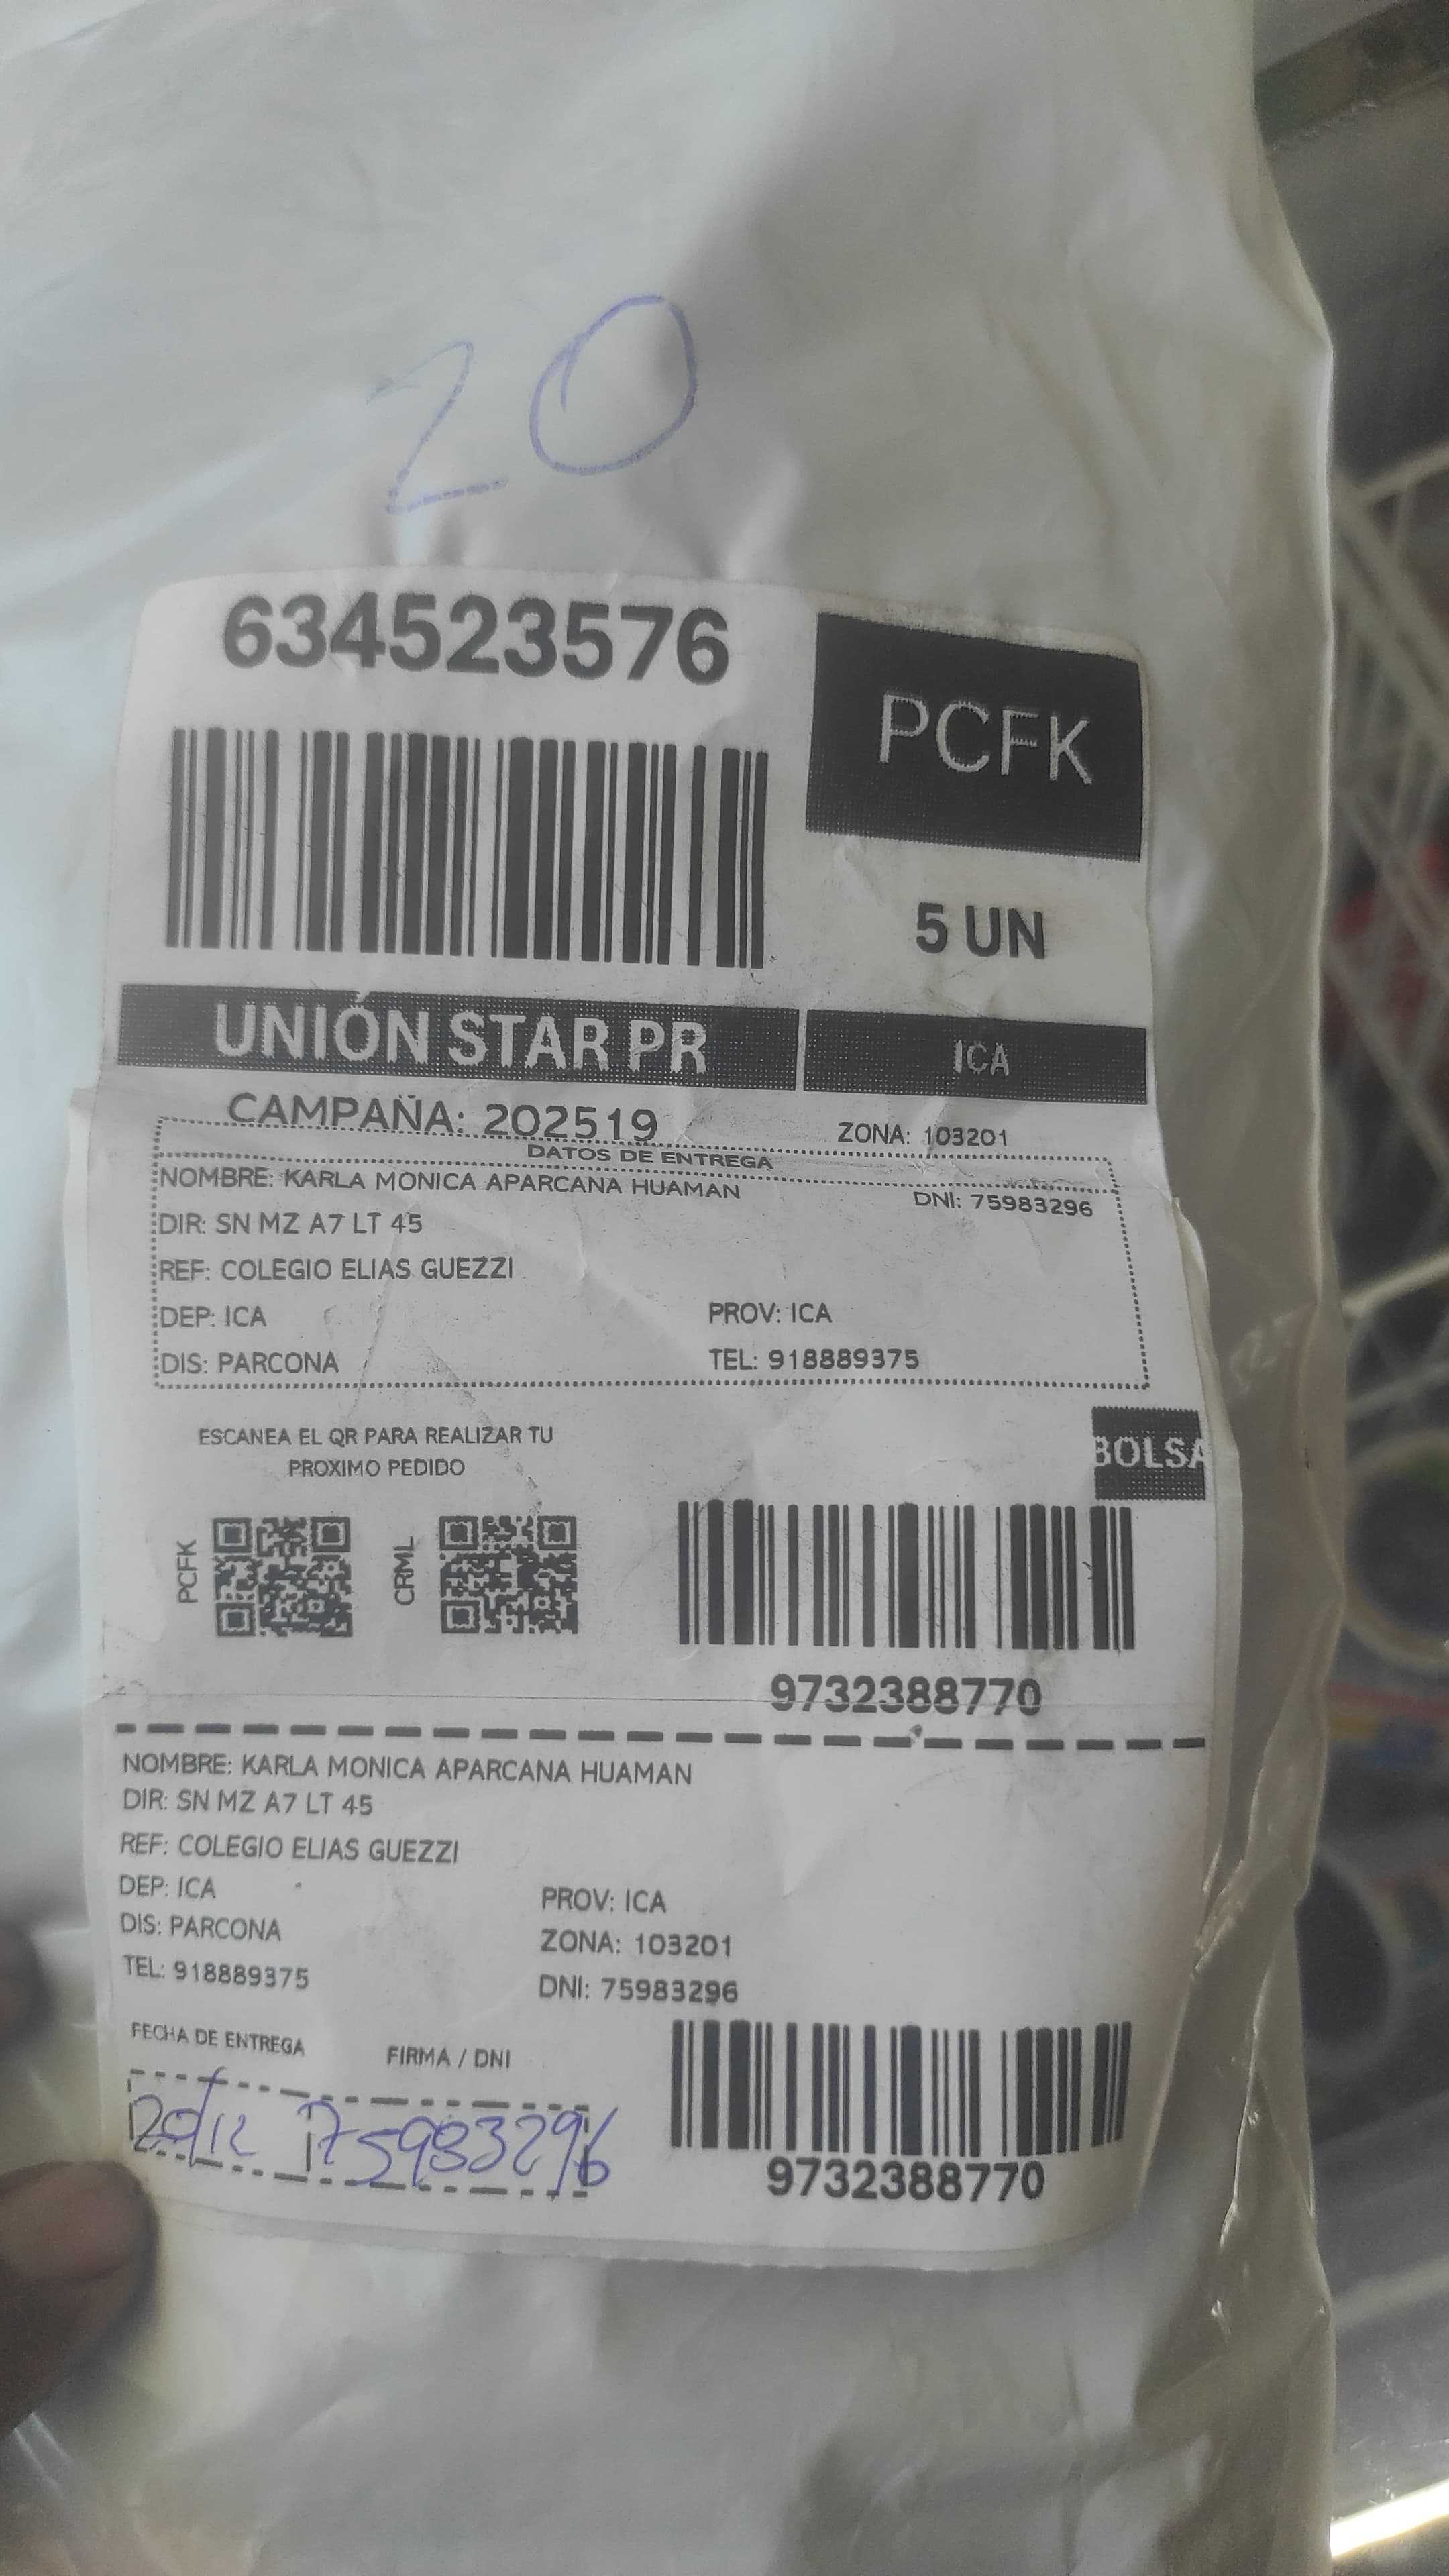 20
634523576
PCFK
5 UN
UNIÓN STAR PR
ICA
CAMPAÑA: 202519
ZONA: 103201
DATOS DE ENTREGA
NOMBRE: KARLA MONICA APARCANA HUAMAN
DNI: 75983296
DIR: SN MZ A7 LT 45
REF: COLEGIO ELIAS GUEZZI
DEP: ICA
PROV: ICA
DIS: PARCONA
TEL: 918889375
ESCANEA EL QR PARA REALIZAR TU
PROXIMO PEDIDO
BOLSA
PCFK
CRML
9732388770
NOMBRE: KARLA MONICA APARCANA HUAMAN
DIR: SN MZ A7 LT 45
REF: COLEGIO ELIAS GUEZZI
DEP: ICA
PROV: ICA
DIS: PARCONA
ZONA: 103201
TEL: 918889375
DNI: 75983296
FECHA DE ENTREGA
FIRMA / DNI
20/12 75983296
9732388770